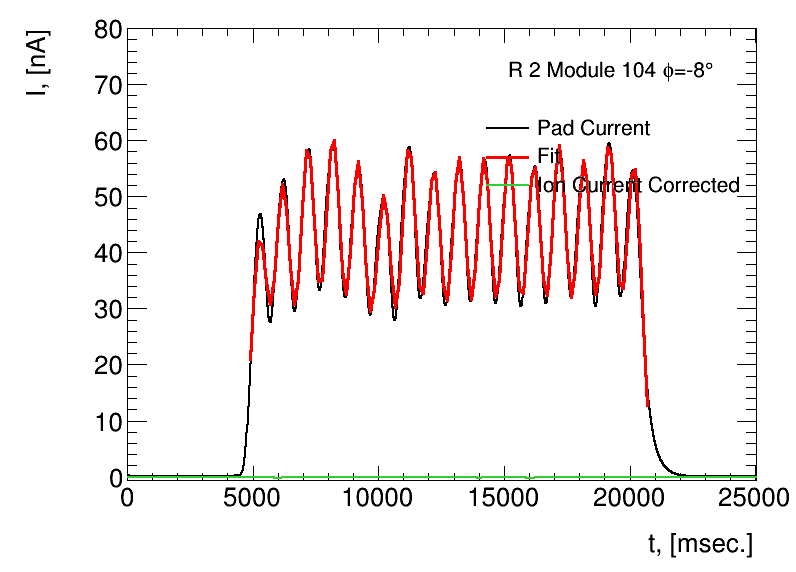 I, [nA]
80
70
60
50
40
30
20
10
0
R 2 Module 104 ϕ=-8°
Pad Current
Fit
Ion Current Corrected
0 5000 10000 15000 20000 25000
t, [msec.]